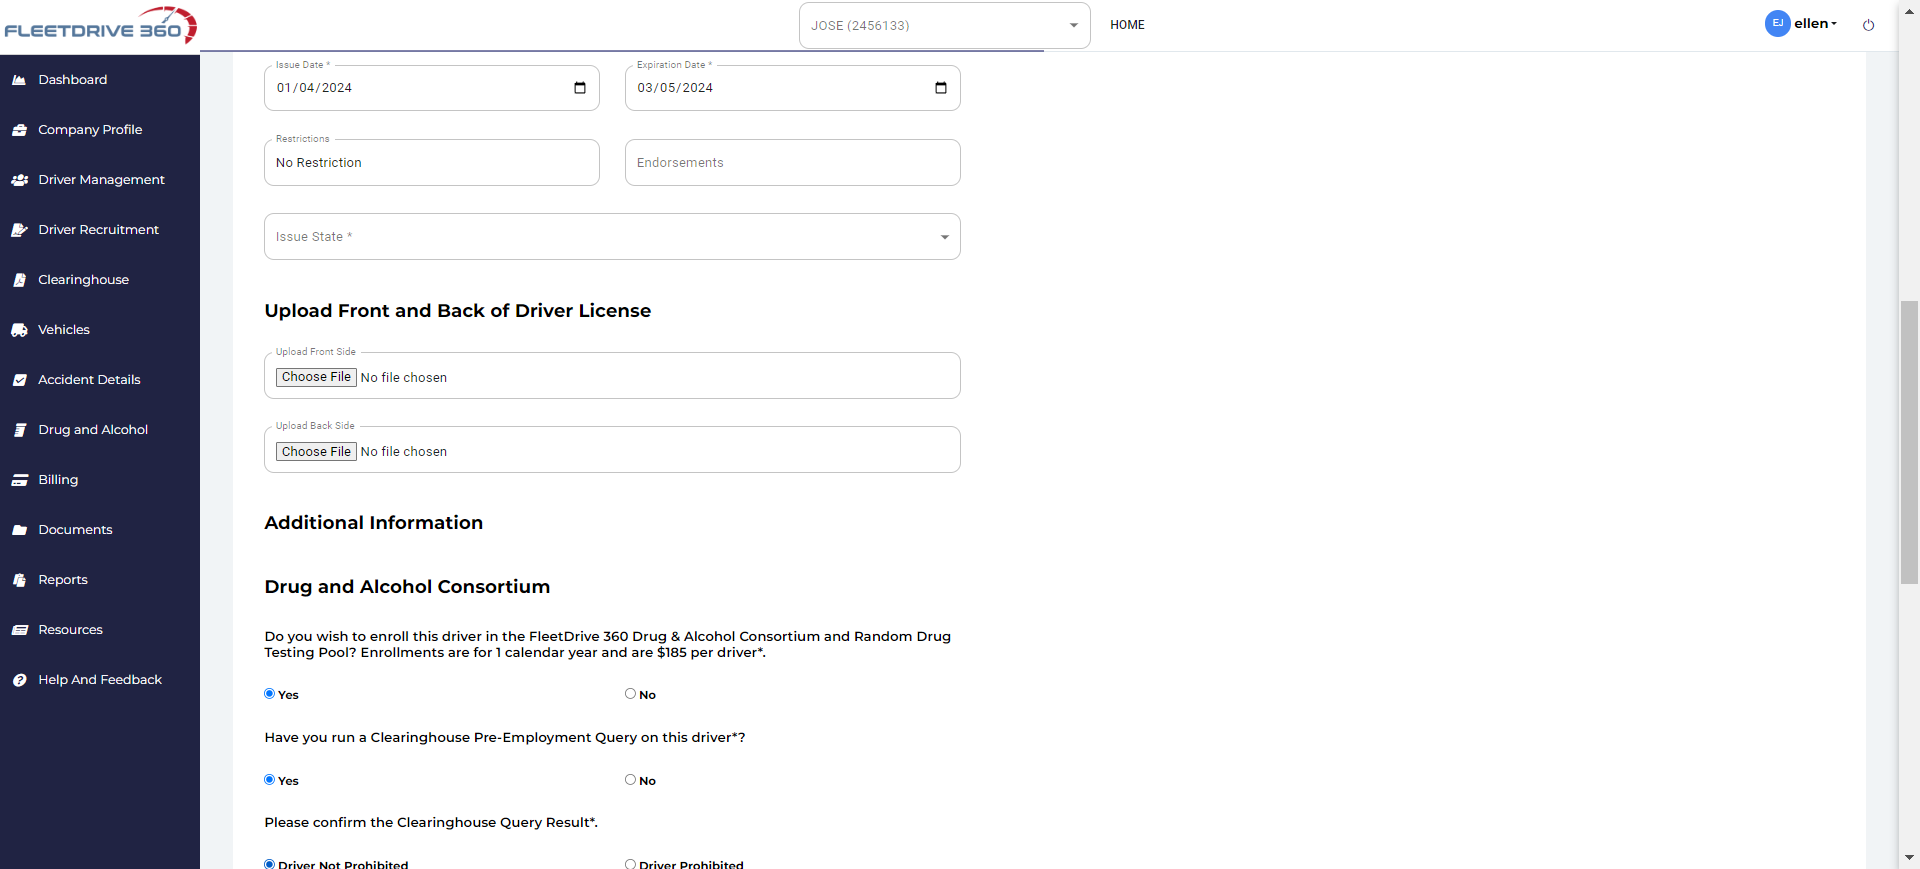 FLEETDRIVE 360
JOSE (2456133)
HOME
EJ
ellen
Dashboard
Company Profile
Driver Management
Driver Recruitment
Clearinghouse
Vehicles
Accident Details
Drug and Alcohol
Billing
Documents
Reports
Resources
Help And Feedback
Issue Date *
01/04/2024
Expiration Date *
03/05/2024
Restrictions
No Restriction
Endorsements
Issue State *
Upload Front and Back of Driver License
Upload Front Side
Choose File No file chosen
Upload Back Side
Choose File No file chosen
Additional Information
Drug and Alcohol Consortium
Do you wish to enroll this driver in the FleetDrive 360 Drug & Alcohol Consortium and Random Drug
Testing Pool? Enrollments are for 1 calendar year and are $185 per driver*.
Yes
No
Have you run a Clearinghouse Pre-Employment Query on this driver*?
Yes
No
Please confirm the Clearinghouse Query Result*.
Driver Not Prohibited
Driver Prohibited